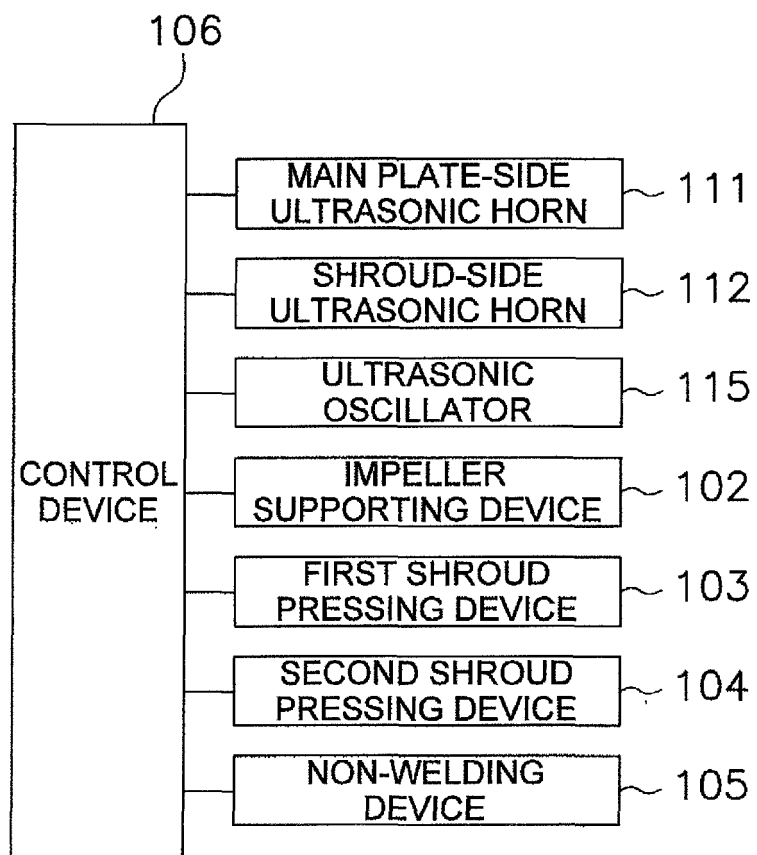 106
MAIN PLATE-SIDE
ULTRASONIC HORN
111
SHROUD-SIDE
ULTRASONIC HORN
112
ULTRASONIC
OSCILLATOR
115
CONTROL
DEVICE
IMPELLER
SUPPORTING DEVICE
102
FIRST SHROUD
PRESSING DEVICE
103
SECOND SHROUD
PRESSING DEVICE
104
NON-WELDING
DEVICE
105